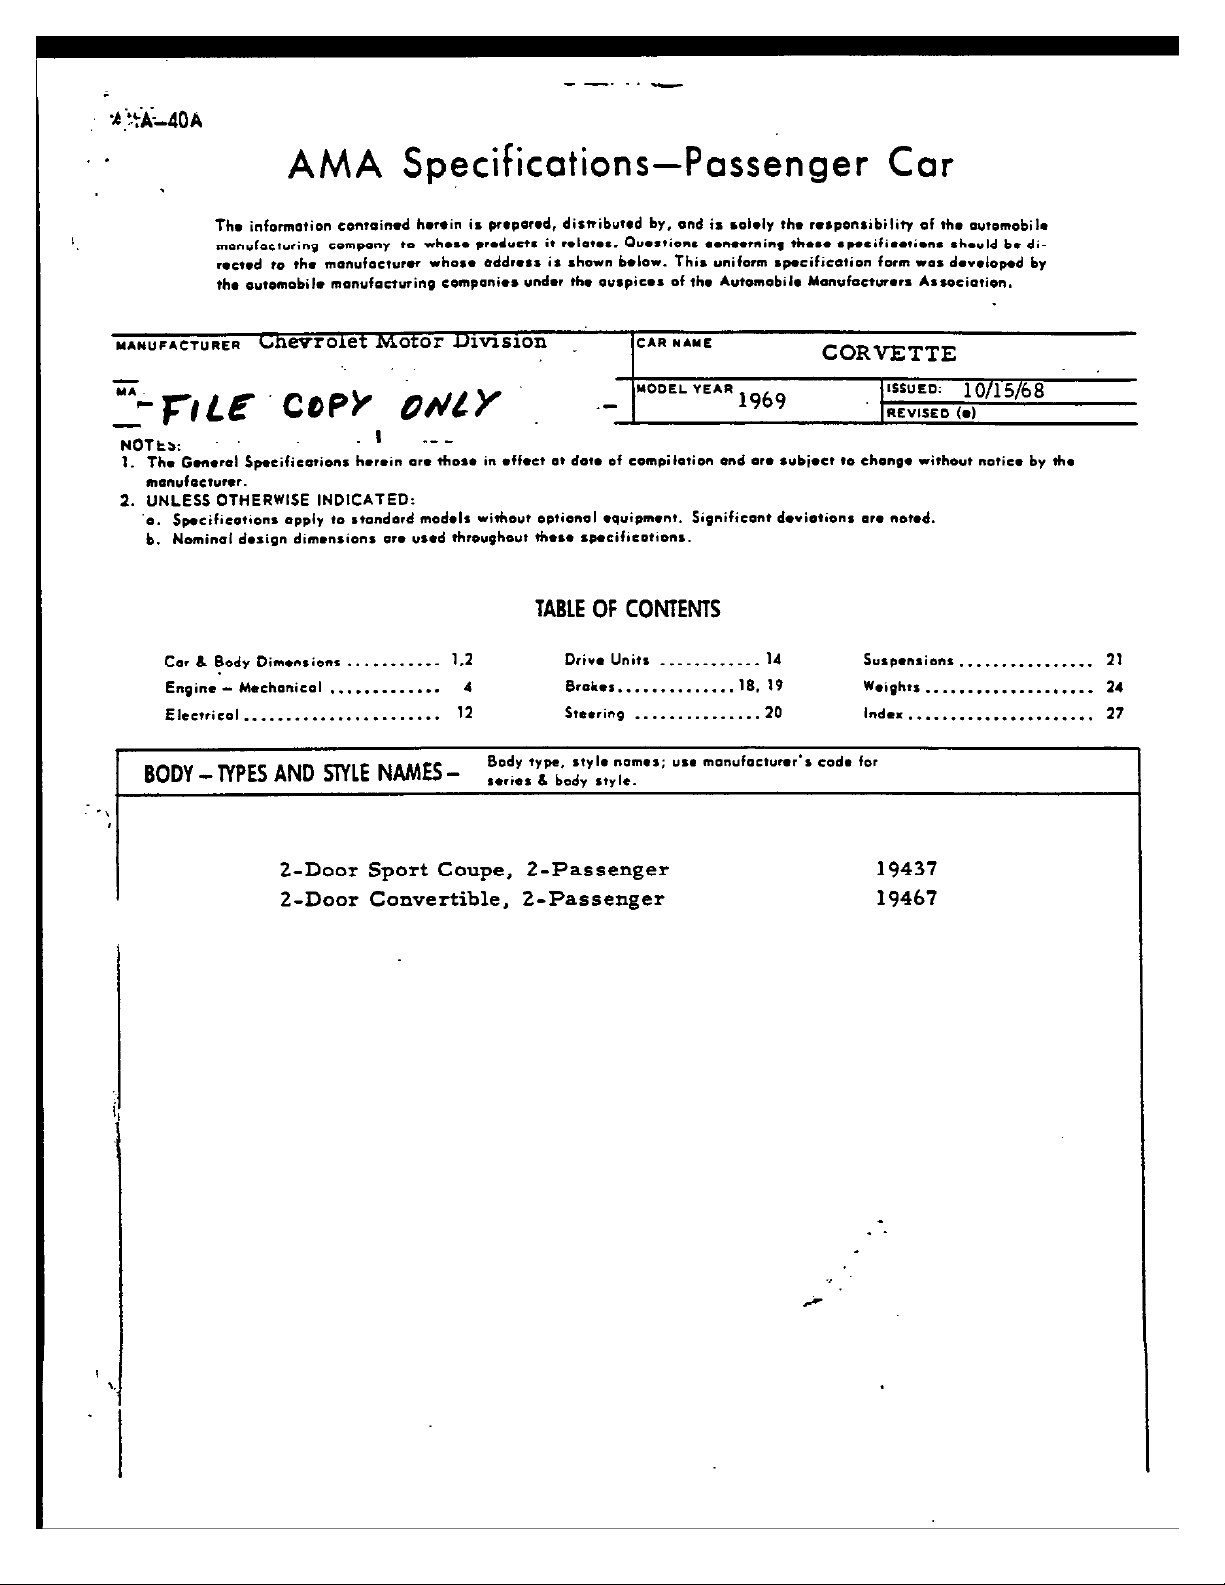 -40A
AMA Specifications—Passenger Car
The information contained herein is prepared, distributed by, and is solely the responsibility of the automobile
manufacturing company to whose products it relates. Questions concerning these specifications should be di-
rected to the manufacturer whose address is shown below. This uniform specification form was developed by
the automobile manufacturing companies under the auspices of the Automobile Manufacturers Association.
MANUFACTURER Chevrolet Motor Division
CAR NAME CORVETTE
MA
FILE COPY ONLY
MODEL YEAR 1969
ISSUED: 10/15/68
REVISED (•)
NOTES:
1. The General Specifications herein are those in effect at date of compilation and are subject to change without notice by the
manufacturer.
2. UNLESS OTHERWISE INDICATED:
a. Specifications apply to standard models without optional equipment. Significant deviations are noted.
b. Nominal design dimensions are used throughout these specifications.
TABLE OF CONTENTS
Car & Body Dimensions ........... 1,2 Drive Units ............ 14 Suspensions ................ 21
Engine – Mechanical ............. 4 Brakes.............. 18, 19 Weights .................... 24
Electrical ....................... 12 Steering ............... 20 Index ...................... 27
BODY – TYPES AND STYLE NAMES –
Body type, style names; use manufacturer's code for
series & body style.
2-Door Sport Coupe, 2-Passenger 19437
2-Door Convertible, 2-Passenger 19467